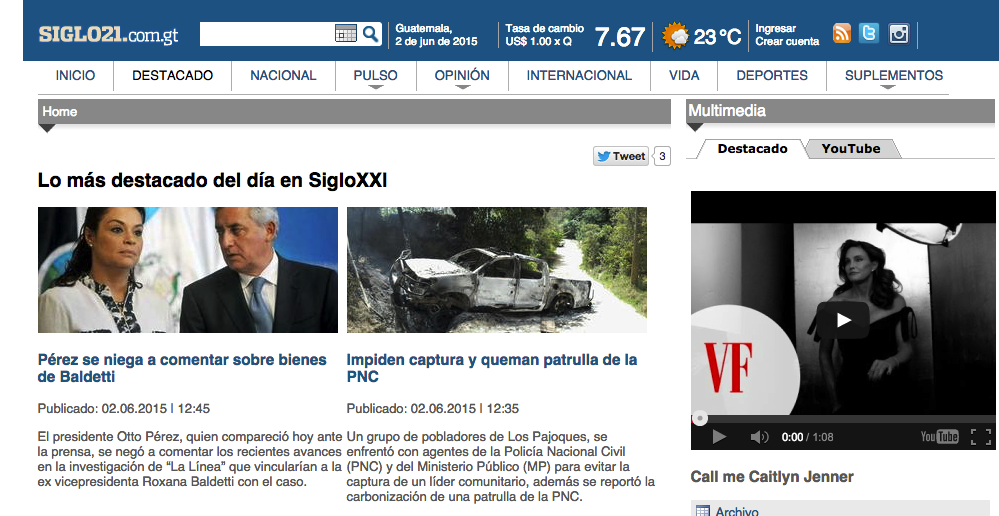 SIGLO21.com.gt
Guatemala,
2 de jun de 2015
Tasa de cambio
US$ 1.00 x Q
7.67
23 °C
Ingresar
Crear cuenta
INICIO
DESTACADO
NACIONAL
PULSO
OPINIÓN
INTERNACIONAL
VIDA
DEPORTES
SUPLEMENTOS
Home
Tweet
3
Lo más destacado del día en SigloXXI
Pérez se niega a comentar sobre bienes
de Baldetti
Publicado: 02.06.2015 | 12:45
El presidente Otto Pérez, quien compareció hoy ante
la prensa, se negó a comentar los recientes avances
en la investigación de “La Línea” que vincularían a la
ex vicepresidenta Roxana Baldetti con el caso.
Impiden captura y queman patrulla de la
PNC
Publicado: 02.06.2015 | 12:35
Un grupo de pobladores de Los Pajoques, se
enfrentó con agentes de la Policía Nacional Civil
(PNC) y del Ministerio Público (MP) para evitar la
captura de un líder comunitario, además se reportó la
carbonización de una patrulla de la PNC.
Multimedia
Destacado
YouTube
VF
0:00 / 1:08
YouTube
Call me Caitlyn Jenner
Archivo